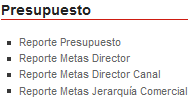 Presupuesto
Reporte Presupuesto
Reporte Metas Director
Reporte Metas Director Canal
Reporte Metas Jerarquía Comercial